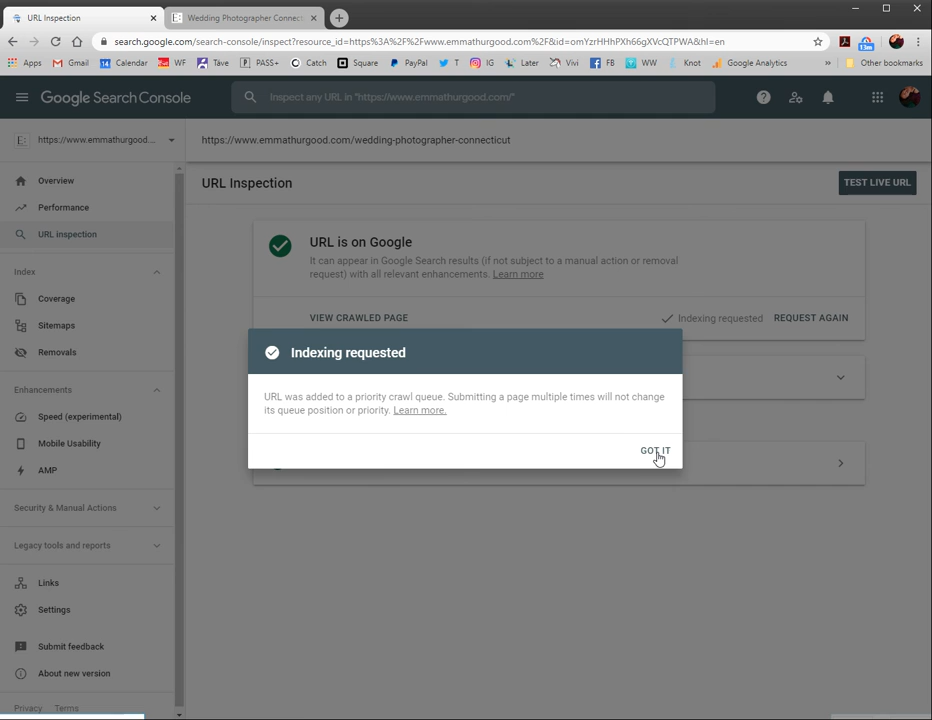 URL Inspection
Wedding Photographer Connect
search.google.com/search-console/inspect?resource_id=https%3A%2F%2Fwww.emmathurgood.com%2F&id=omYzrHHhPXh66gXVcQTPWA&hl=en
13m
Apps
Gmail
14
Calendar
WF
Táve
PASS+
Catch
Square
PayPal
T
IG
Later
Vivi
FB
WW
Knot
Google Analytics
»
Other bookmarks
Google Search Console
Inspect any URL in "https://www.emmathurgood.com/"
E:
https://www.emmathurgood....
https://www.emmathurgood.com/wedding-photographer-connecticut
Overview
Performance
URL inspection
Index
Coverage
Sitemaps
Removals
Enhancements
Speed (experimental)
Mobile Usability
AMP
Security & Manual Actions
Legacy tools and reports
Links
Settings
Submit feedback
About new version
Privacy Terms
URL Inspection
TEST LIVE URL
URL is on Google
It can appear in Google Search results (if not subject to a manual action or removal
request) with all relevant enhancements. Learn more
VIEW CRAWLED PAGE
Indexing requested
REQUEST AGAIN
Indexing requested
URL was added to a priority crawl queue. Submitting a page multiple times will not change
its queue position or priority. Learn more.
GOT IT